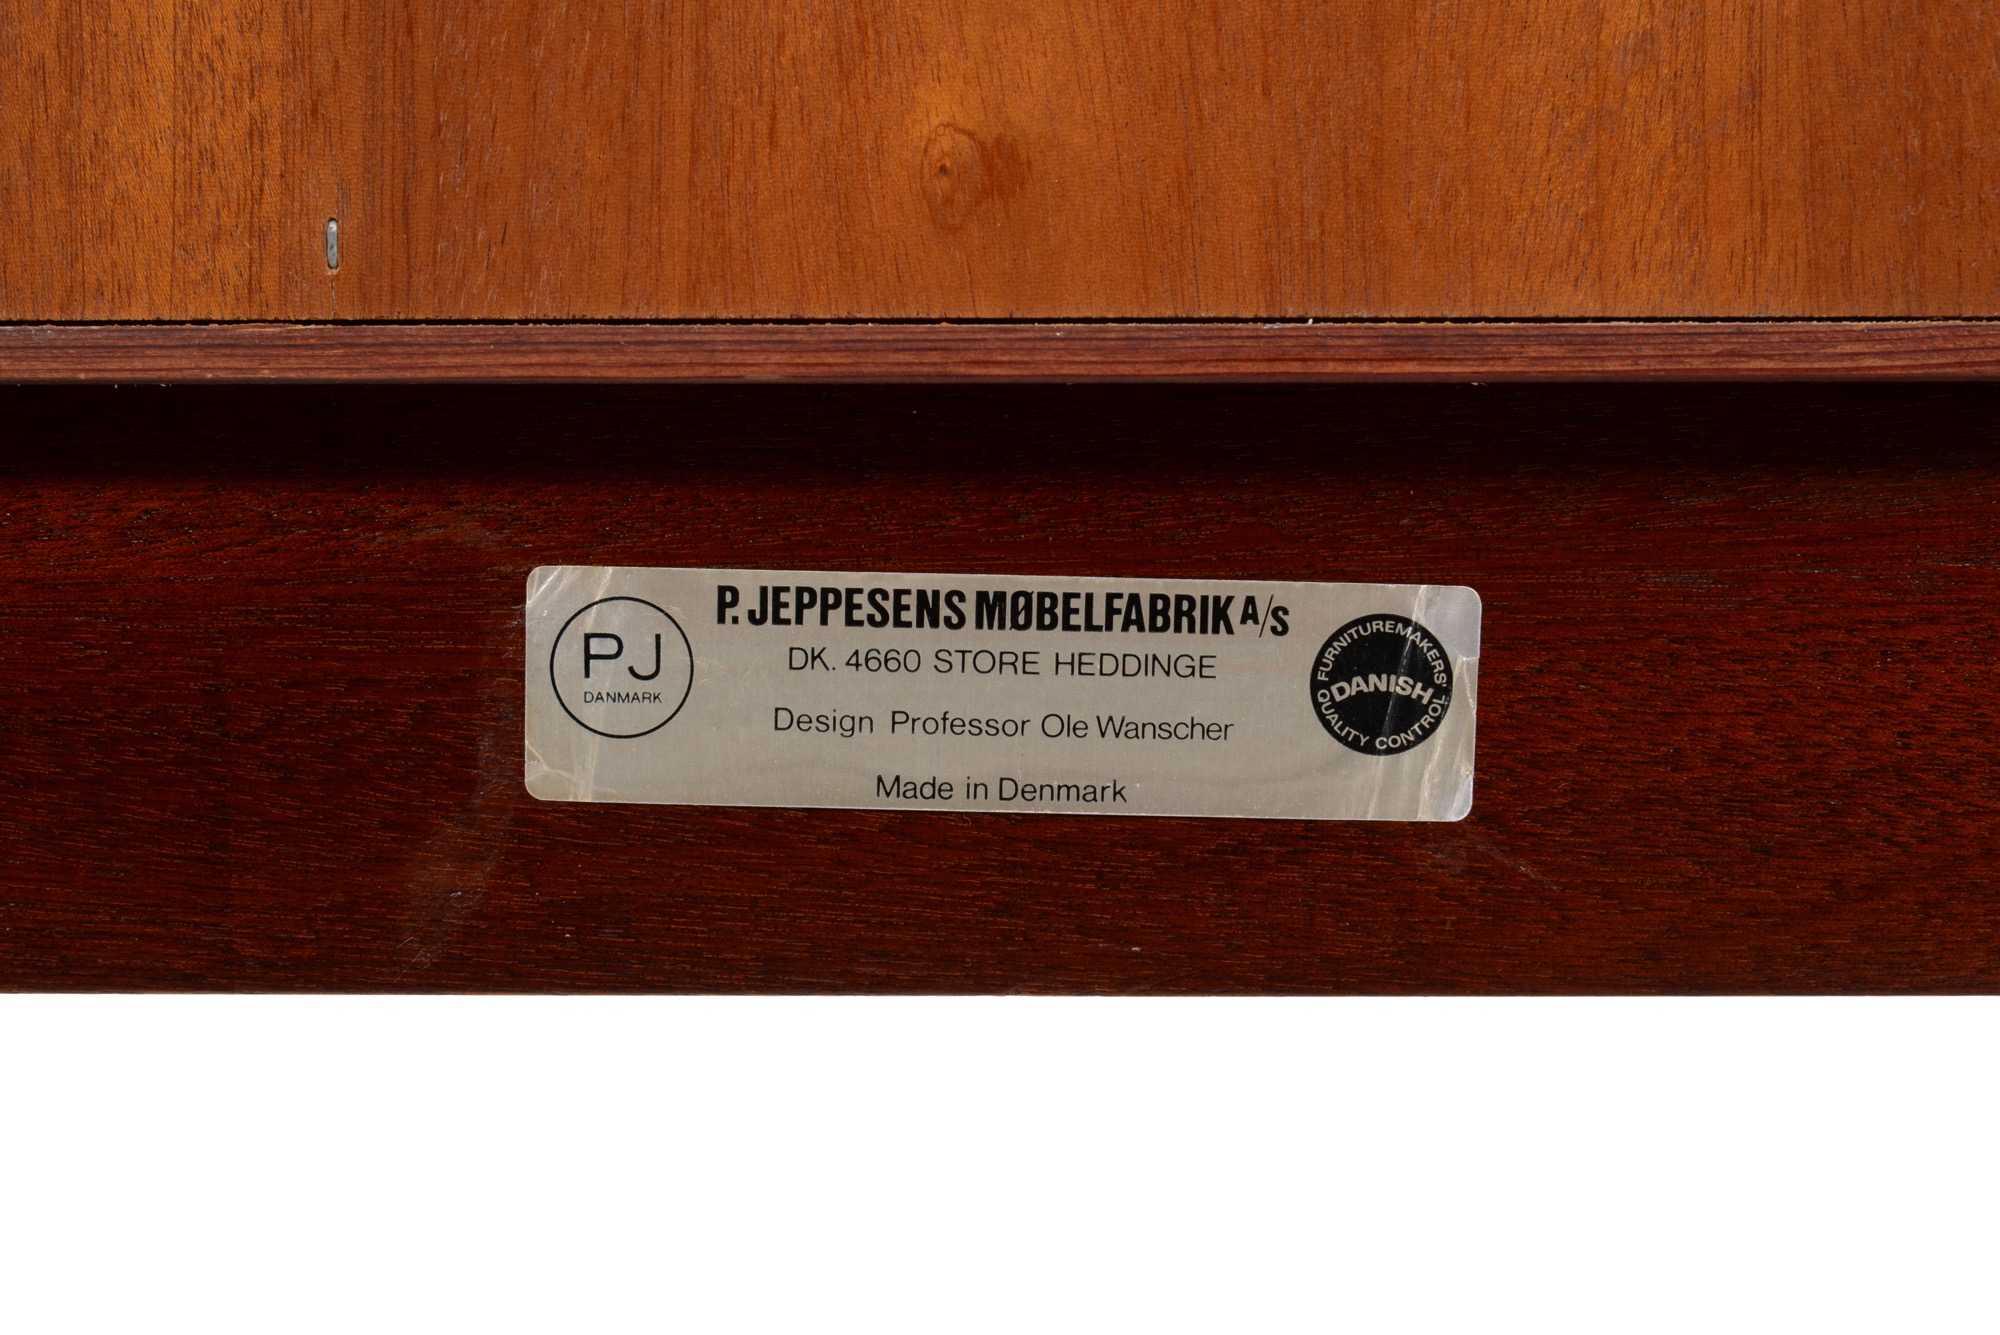 P. JEPPESENS MØBELFABRIK A/S
DK. 4660 STORE HEDDINGE
Design Professor Ole Wanscher
Made in Denmark
PJ
DANMARK
FURNITUREMAKERS'
DANISH
QUALITY CONTROL